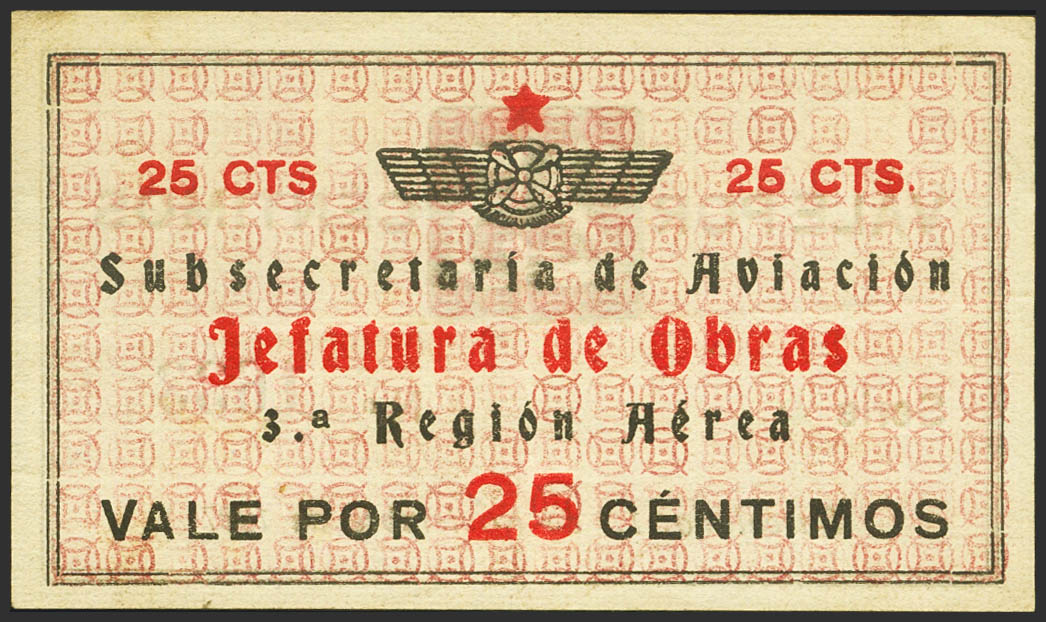 25 CTS
25 CTS.
Subsecretaría de Aviación
Jefatura de Obras
3.ª Región Aérea
VALE POR 25 CÉNTIMOS